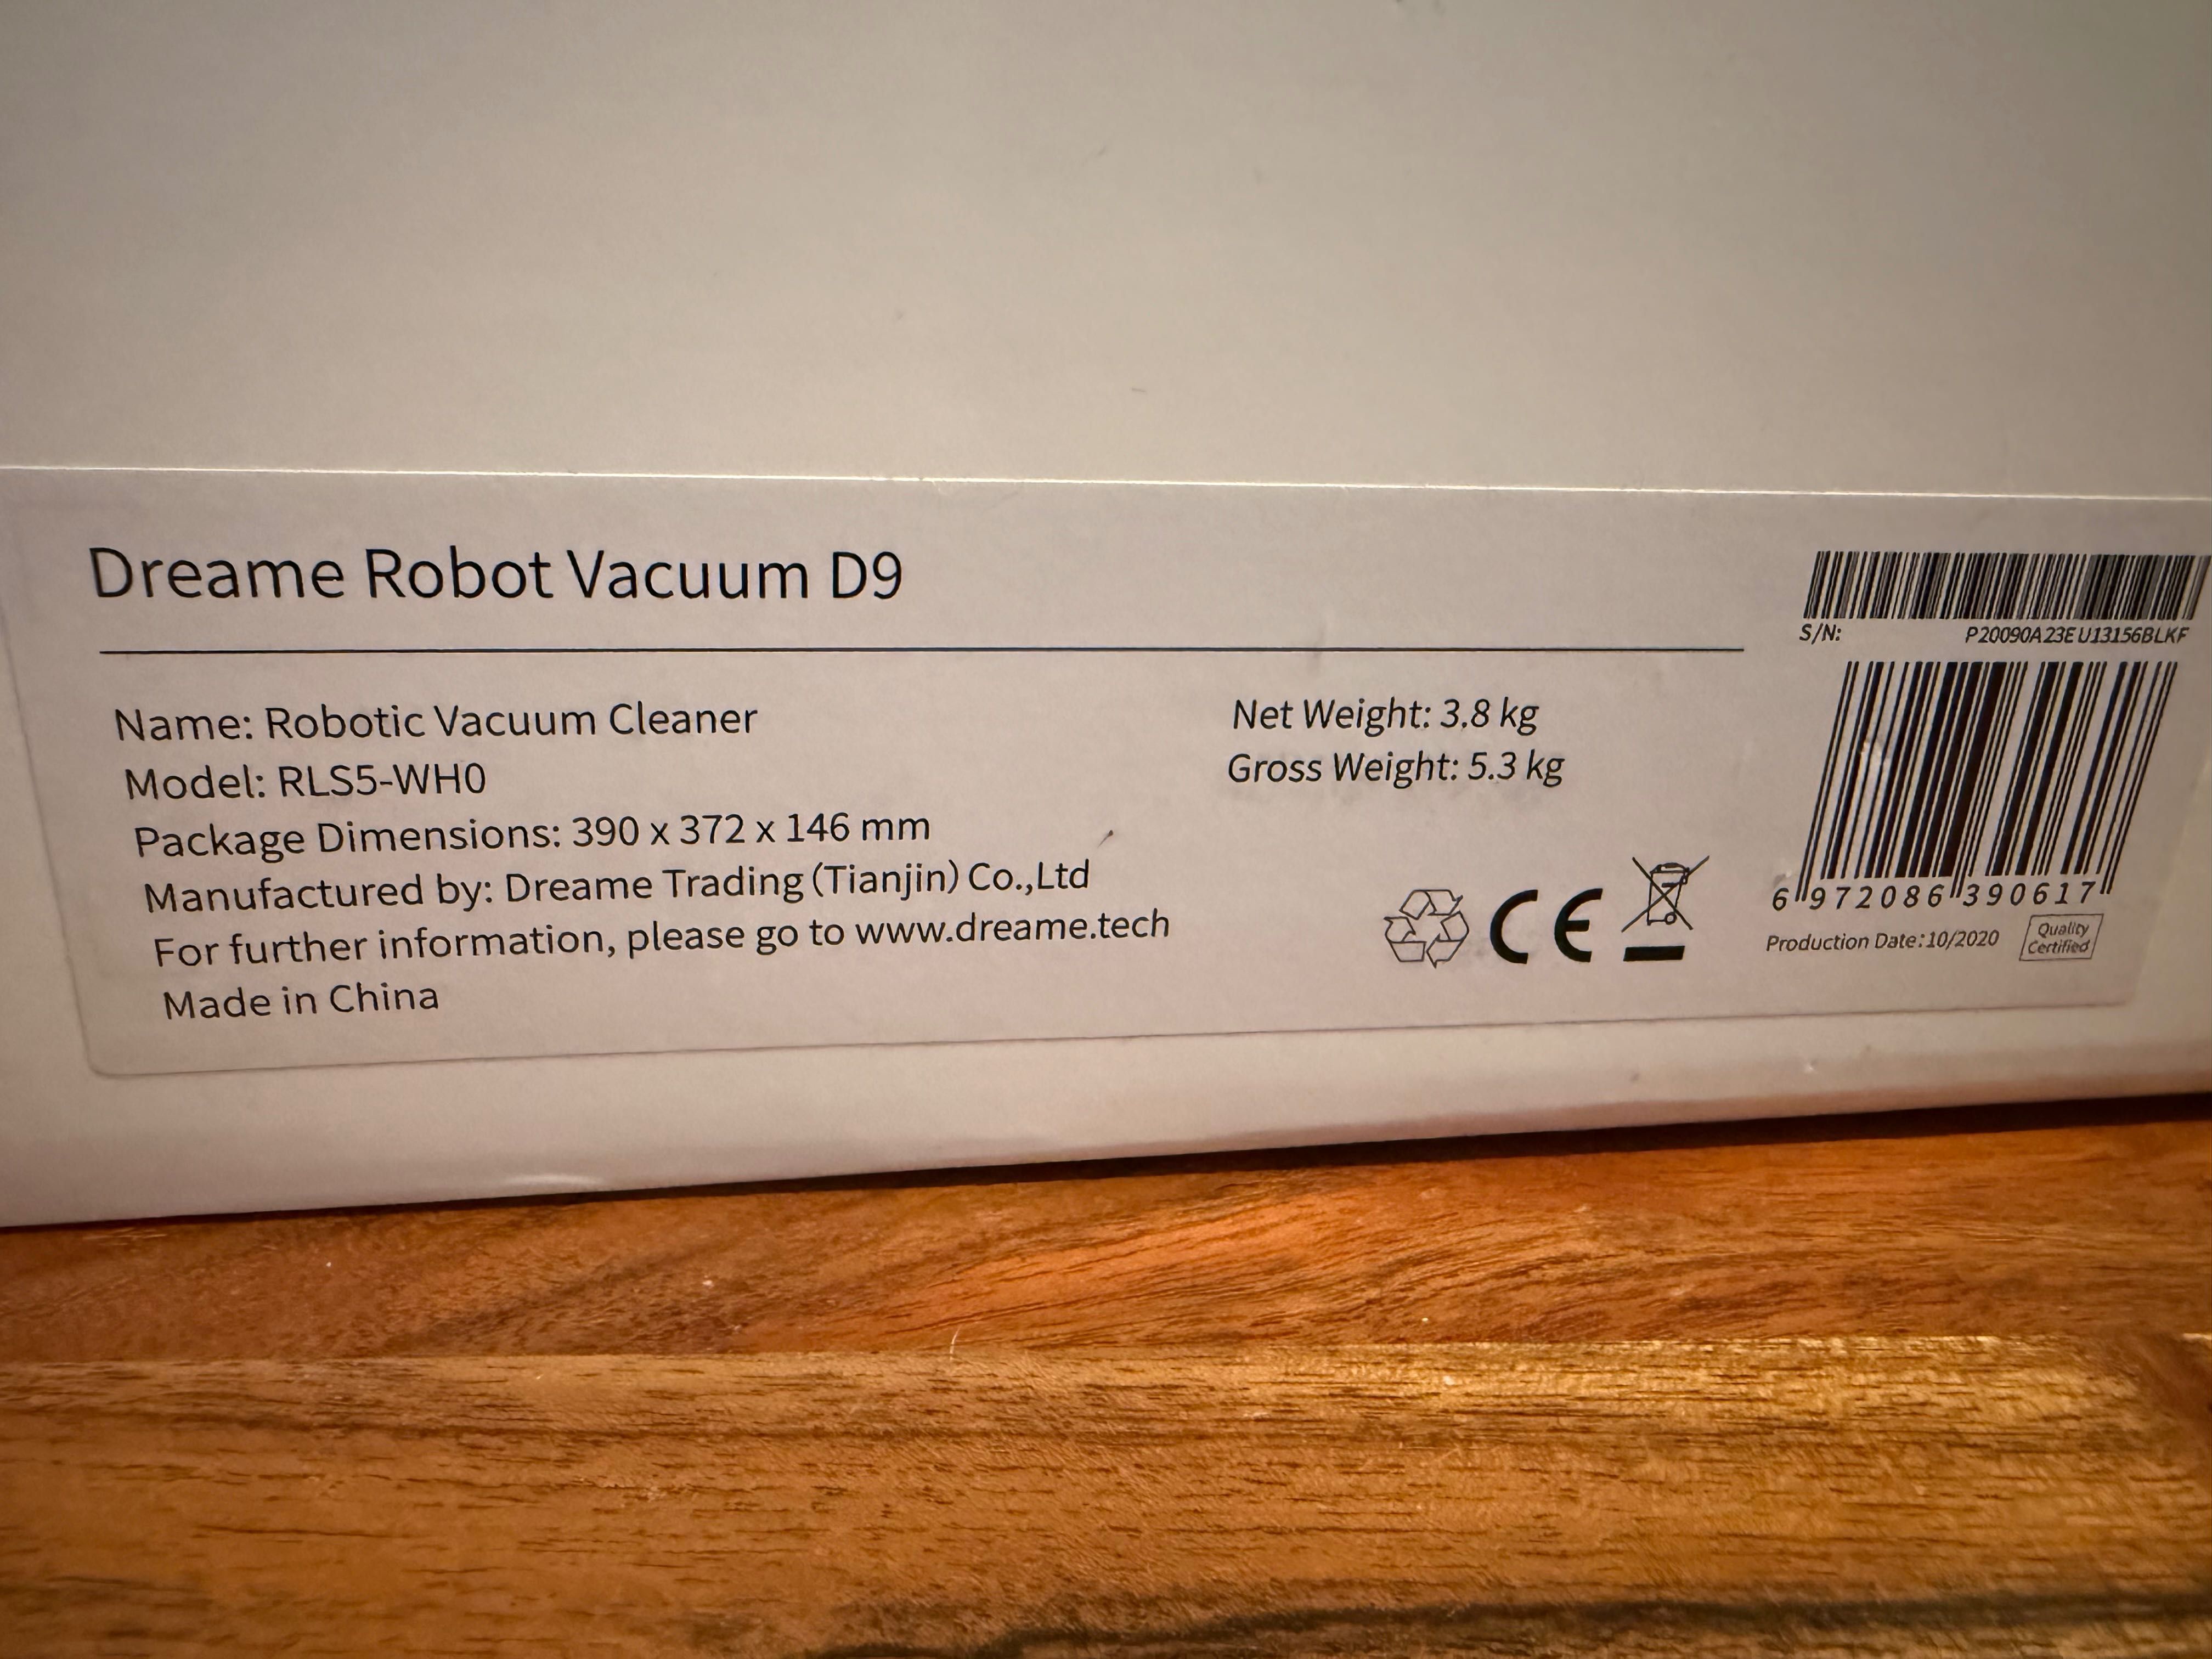 Dreame Robot Vacuum D9
Name: Robotic Vacuum Cleaner
Model: RLS5-WH0
Package Dimensions: 390 x 372 x 146 mm
Manufactured by: Dreame Trading (Tianjin) Co.,Ltd
For further information, please go to www.dreame.tech
Made in China
Net Weight: 3.8 kg
Gross Weight: 5.3 kg
CE
S/N: P20090A23EU13156BLKF
6 972086 390617
Production Date:10/2020
Quality
Certified